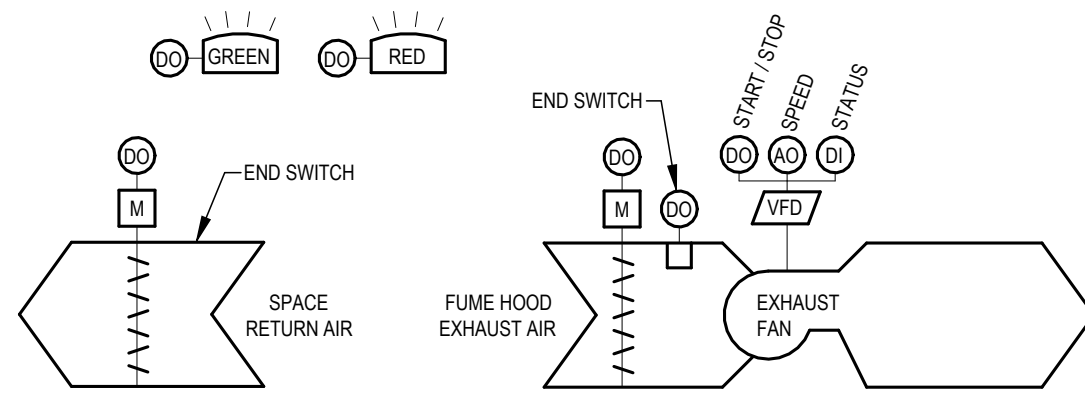 DO
GREEN
DO
RED
END SWITCH
START / STOP
SPEED
STATUS
DO
END SWITCH
DO
DO
AO
DI
M
M
DO
VFD
SPACE
RETURN AIR
FUME HOOD
EXHAUST AIR
EXHAUST
FAN